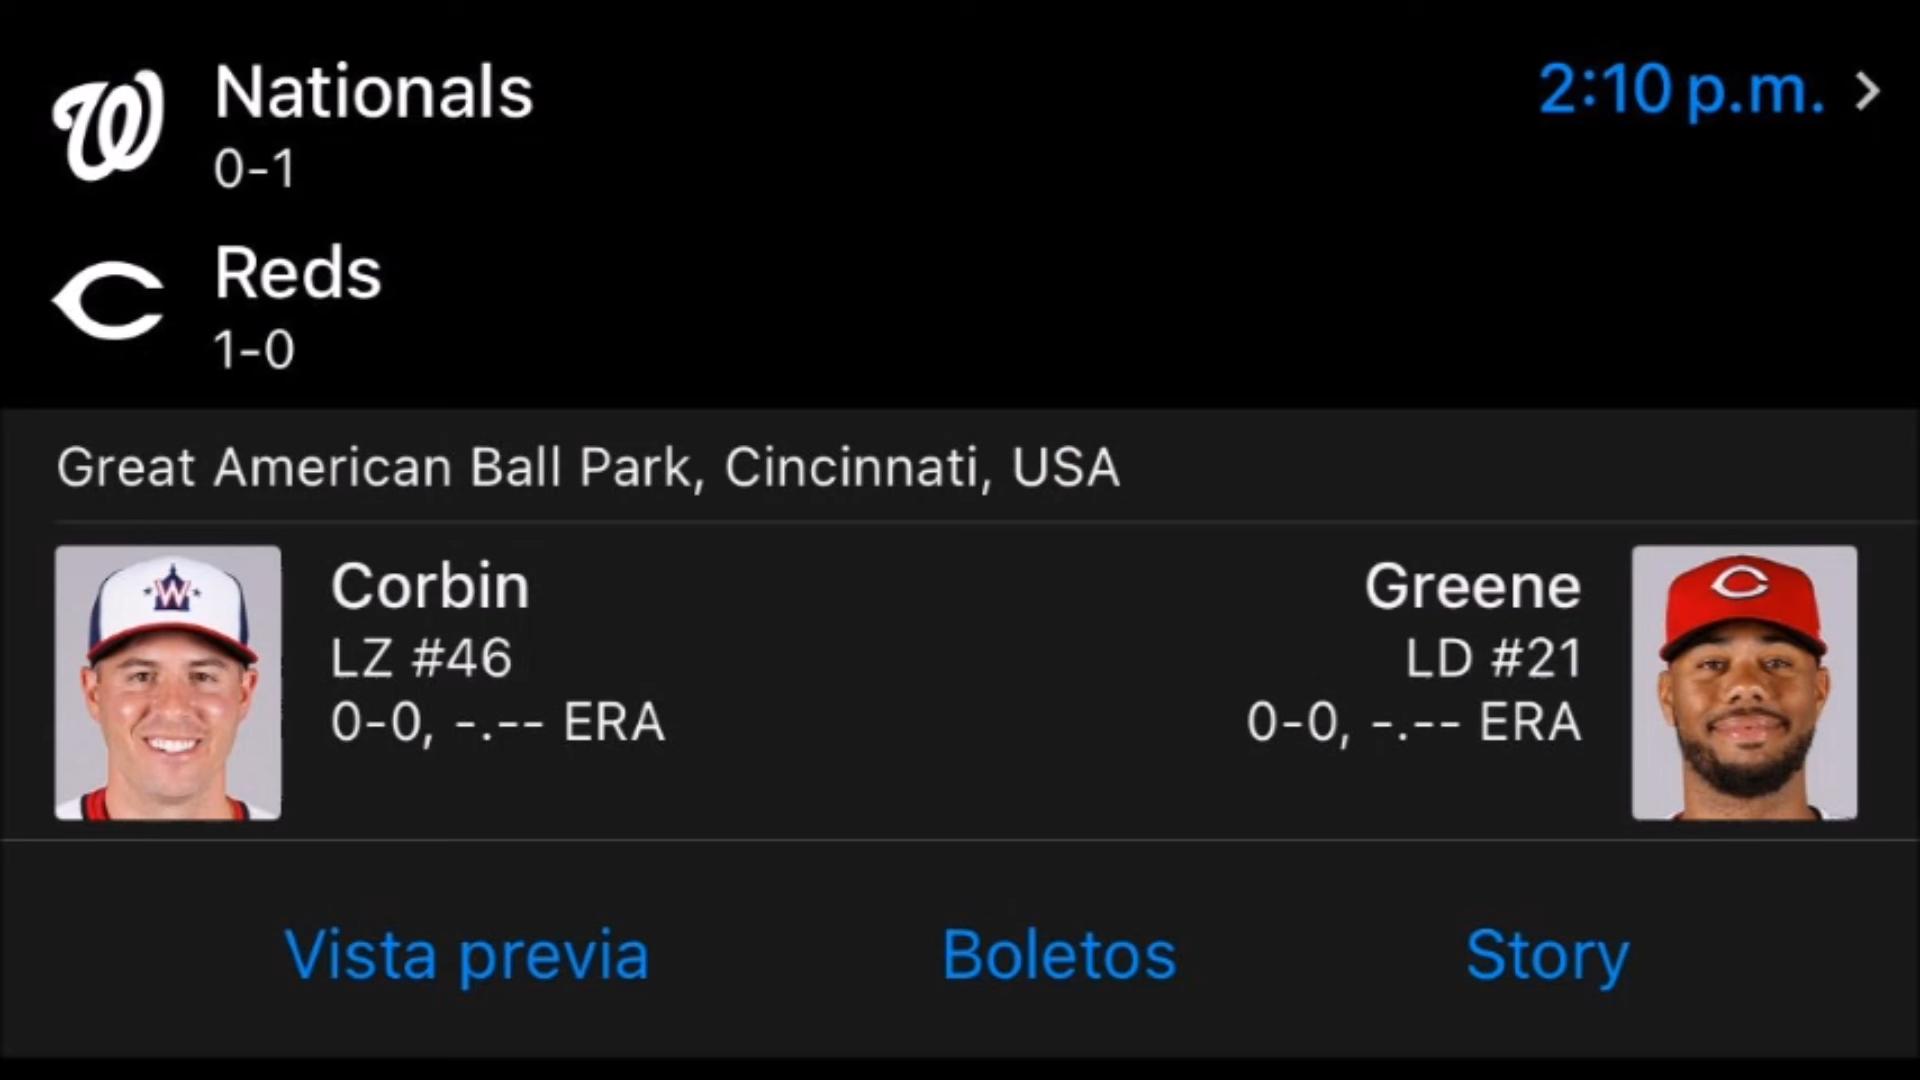 Nationals
0-1
2:10 p.m.
Reds
1-0
Great American Ball Park, Cincinnati, USA
Corbin
LZ #46
0-0, -.-- ERA
Greene
LD #21
0-0, -.-- ERA
Vista previa
Boletos
Story